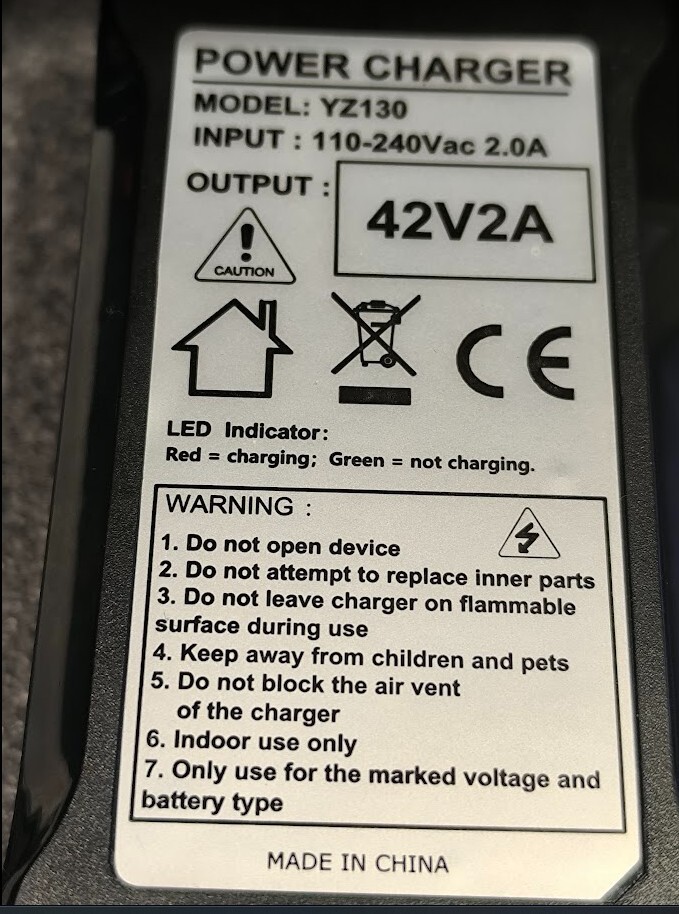 POWER CHARGER
MODEL: YZ130
INPUT : 110-240Vac 2.0A
OUTPUT :
42V2A
CAUTION
CE
LED Indicator:
Red = charging; Green = not charging.
WARNING :
1. Do not open device
2. Do not attempt to replace inner parts
3. Do not leave charger on flammable
surface during use
4. Keep away from children and pets
5. Do not block the air vent
of the charger
6. Indoor use only
7. Only use for the marked voltage and
battery type
MADE IN CHINA